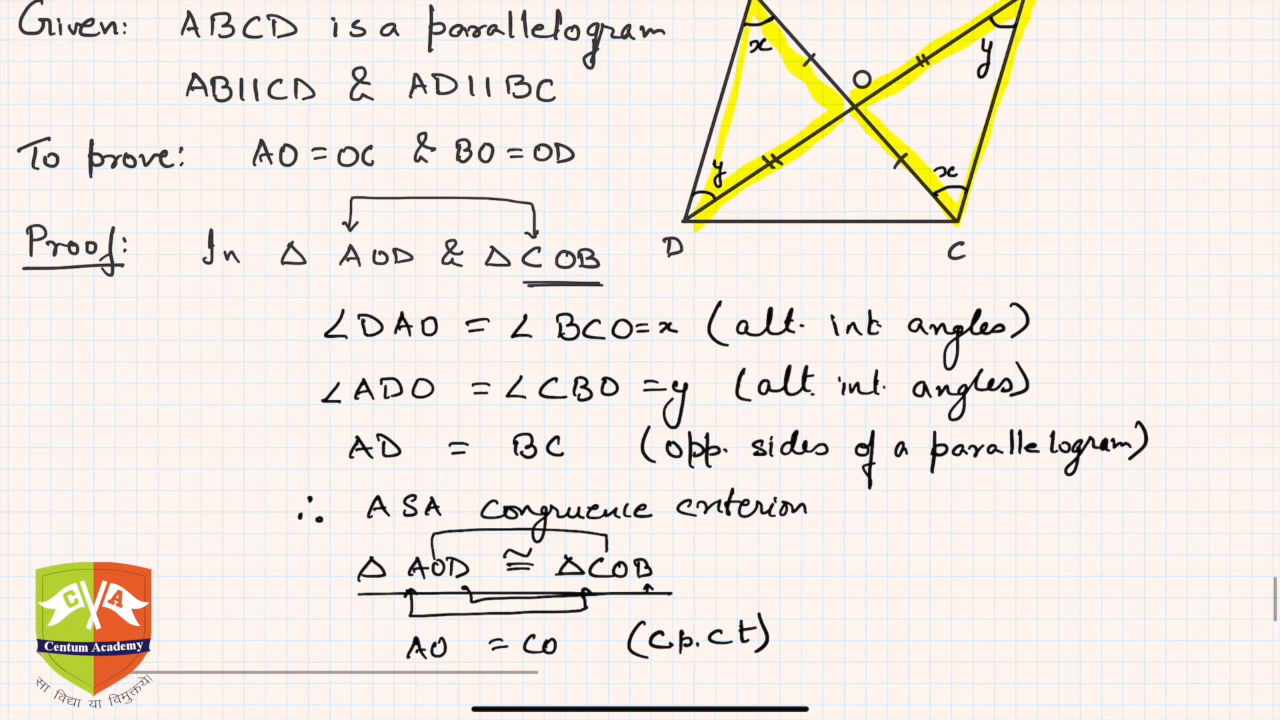 Given: ABCD is a parallelogram
AB||CD & AD||BC
To prove: AO=OC & BO=OD
Proof: In △ AOD & △ COB
∠DAO = ∠BCO=x (alt. int angles)
∠ADO = ∠CBO =y (alt. int. angles)
AD = BC (opp. sides of a parallelogram)
∴ ASA congruence criterion
△ AOD ≅ △COB
AO = CO (C.p.ct)
x
y
O
y
x
D
C
C A
Centum Academy
सा विद्या या विमुक्तये।